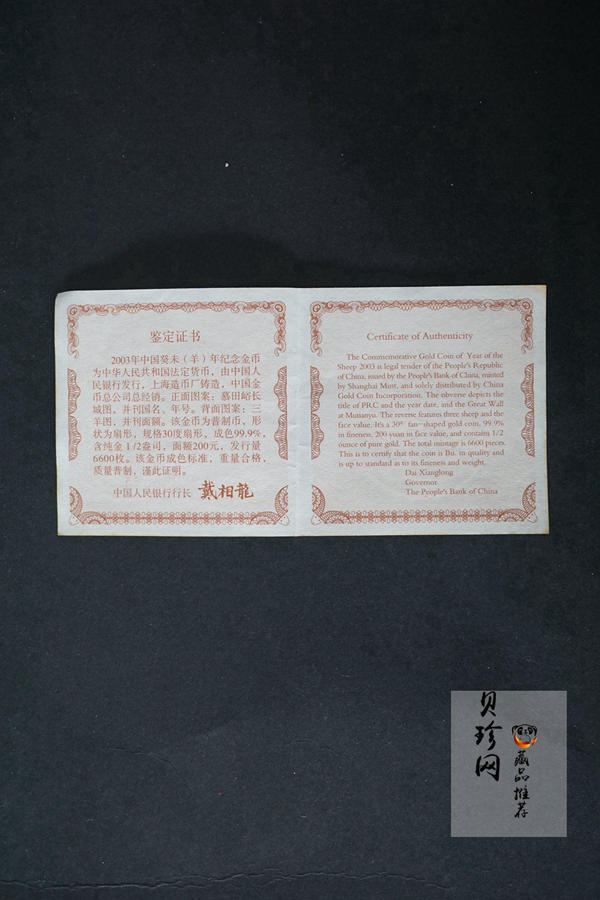 鉴定证书
2003年中国癸未(羊)年纪念金币
为中华人民共和国法定货币，由中国人
民银行发行，上海造币厂铸造，中国金
币总公司总经销。正面图案：慕田峪长
城图，并刊国名、年号。背面图案：三
羊图，并刊面额。该金币为普制币，形
状为扇形，规格30度扇形，成色99.9%，
含纯金1/2盎司，面额200元，发行量
6600枚。该金币成色标准，重量合格，
质量普制，谨此证明。
中国人民银行行长 戴相龍
Certificate of Authenticity
The Commemorative Gold Coin of Year of the
Sheep 2003 is legal tender of the People's Republic
of China, issued by the People's Bank of China, minted
by Shanghai Mint, and solely distributed by China
Gold Coin Incorporation. The obverse depicts the
title of PRC and the year date, and the Great Wall
at Mutianyu. The reverse features three sheep and the
face value. It's a 30° fan-shaped gold coin, 99.9%
in fineness, 200 yuan in face value, and contains 1/2
ounce of pure gold. The total mintage is 6600 pieces.
This is to certify that the coin is Bu. in quality and
is up to standard as to its fineness and weight.
Dai Xianglong
Governor
The People's Bank of China
贝珍网
藏品推荐